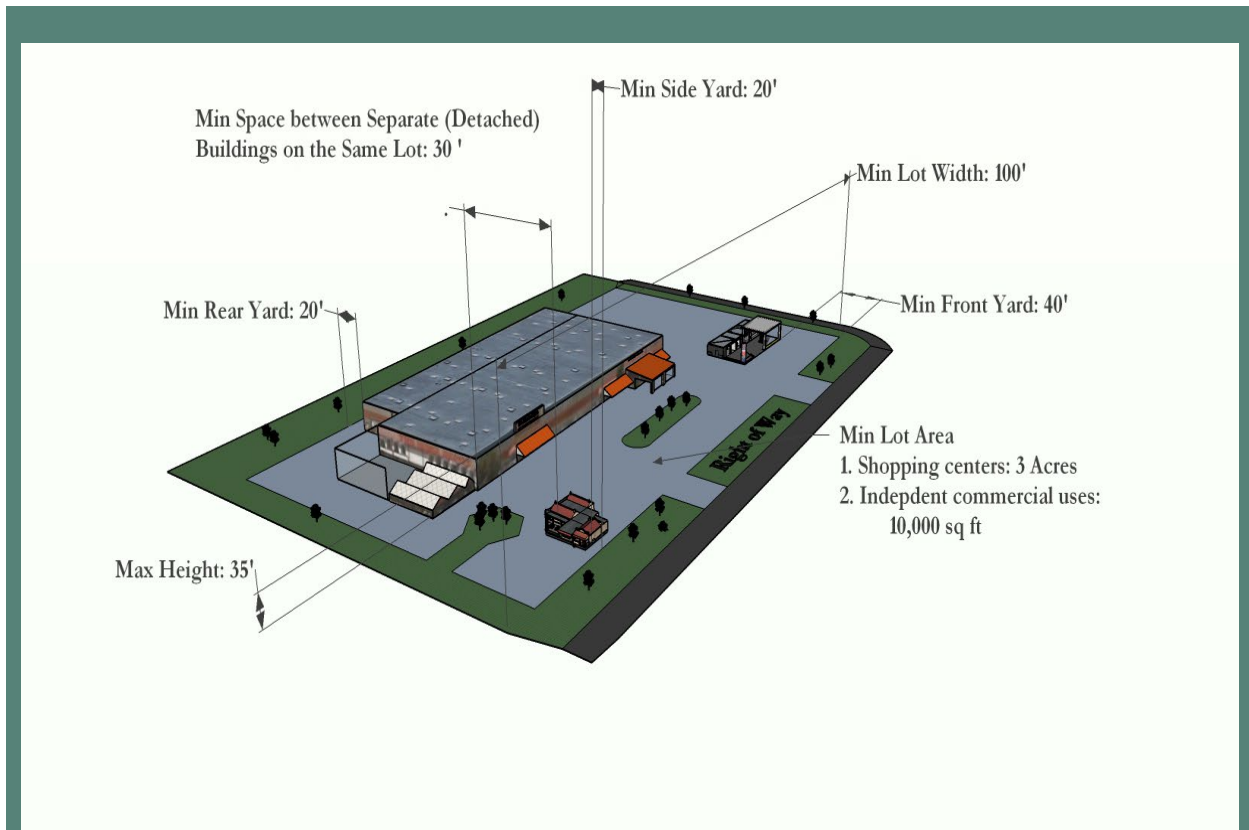 Min Side Yard: 20'
Min Space between Separate (Detached)
Buildings on the Same Lot: 30 '
Min Lot Width: 100'
Min Rear Yard: 20'
Min Front Yard: 40'
Right of Way
Min Lot Area
1. Shopping centers: 3 Acres
2. Indepdent commercial uses:
10,000 sq ft
Max Height: 35'